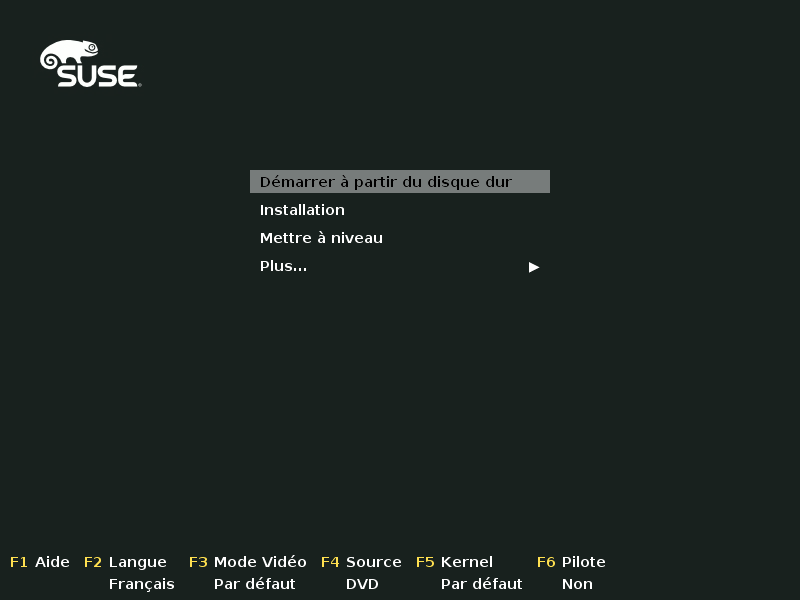 SUSE
Démarrer à partir du disque dur
Installation
Mettre à niveau
Plus...
F1 Aide F2 Langue F3 Mode Vidéo F4 Source F5 Kernel F6 Pilote
Français Par défaut DVD Par défaut Non